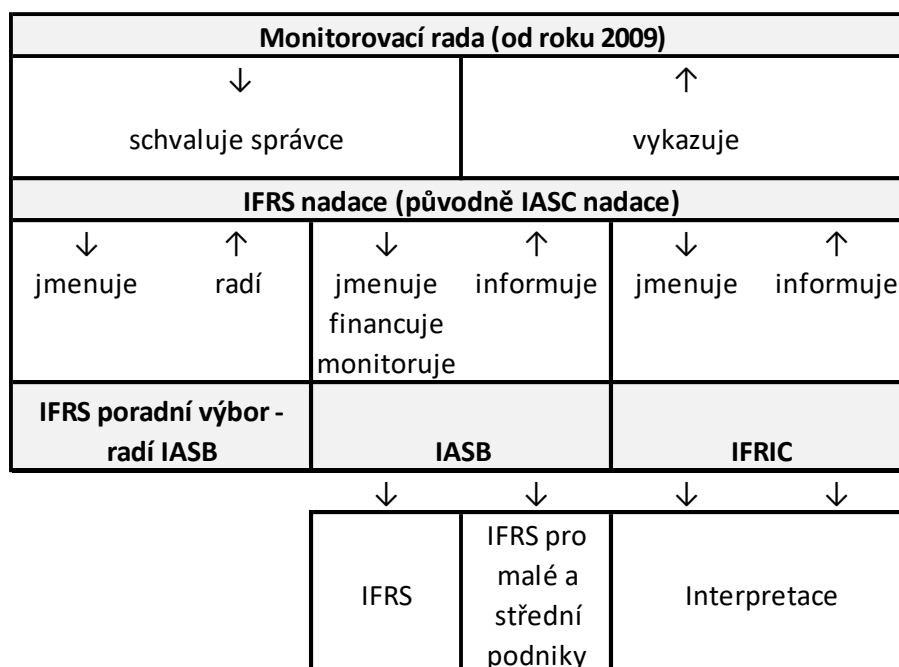 Monitorovací rada (od roku 2009)
↓ ↑
schvaluje správce vykazuje
IFRS nadace (původně IASC nadace)
↓ ↑ ↓ ↑ ↓ ↑
jmenuje radí jmenuje informuje jmenuje informuje
financuje
monitoruje
IFRS poradní výbor -
radí IASB IASB IFRIC
↓ ↓ ↓ ↓
IFRS pro
malé a
IFRS Interpretace
střední
podniky